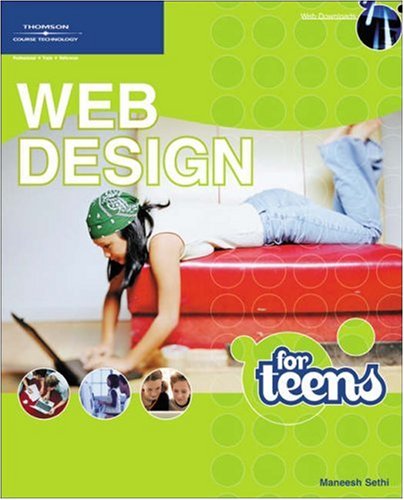 THOMSON
COURSE TECHNOLOGY
Professional • Trade • Reference
Web Downloads
WEB
DESIGN
for
teens
Maneesh Sethi